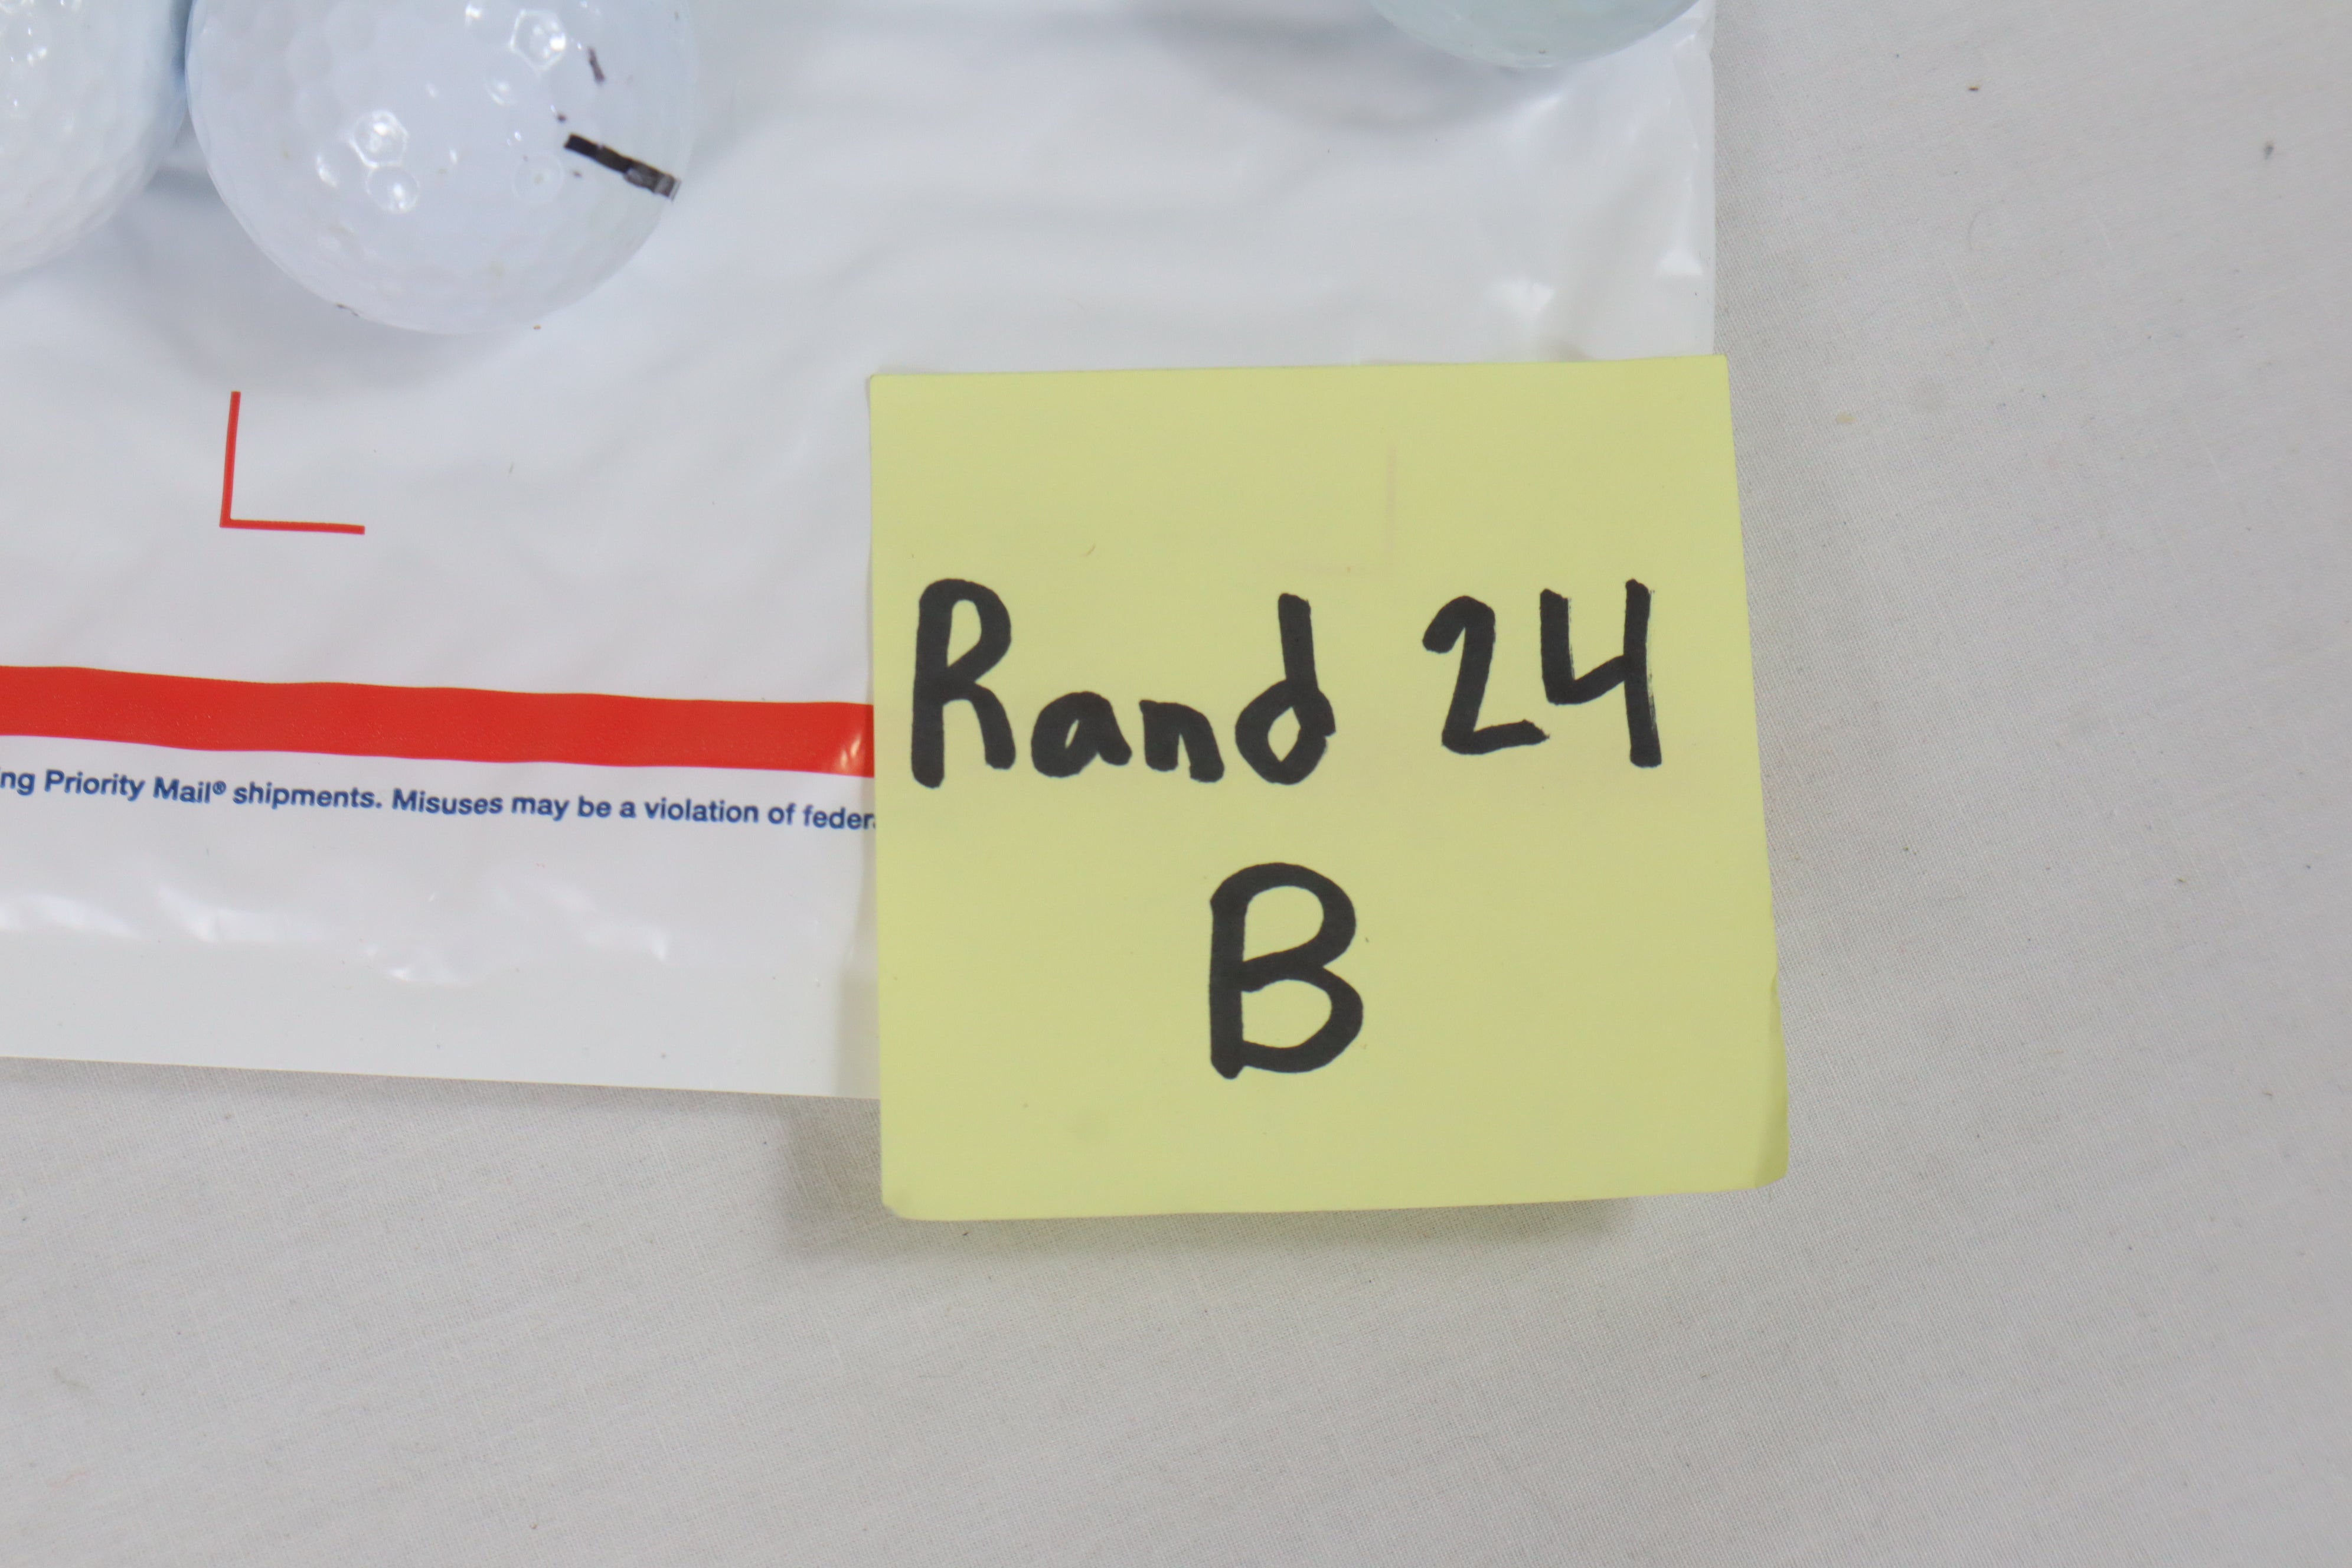 ng Priority Mail® shipments. Misuses may be a violation of feder
Rand 24
B